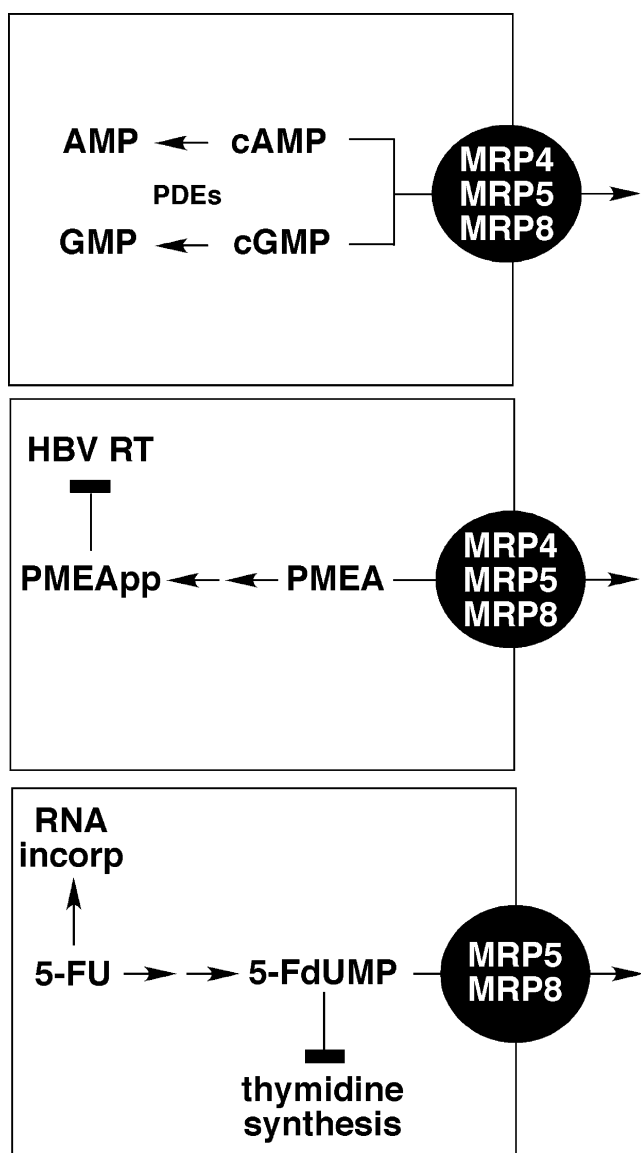 AMP cAMP
PDEs
GMP cGMP
MRP4
MRP5
MRP8
HBV RT
PMEApp PMEA
MRP4
MRP5
MRP8
RNA
incorp
5-FU 5-FdUMP
MRP5
MRP8
thymidine
synthesis